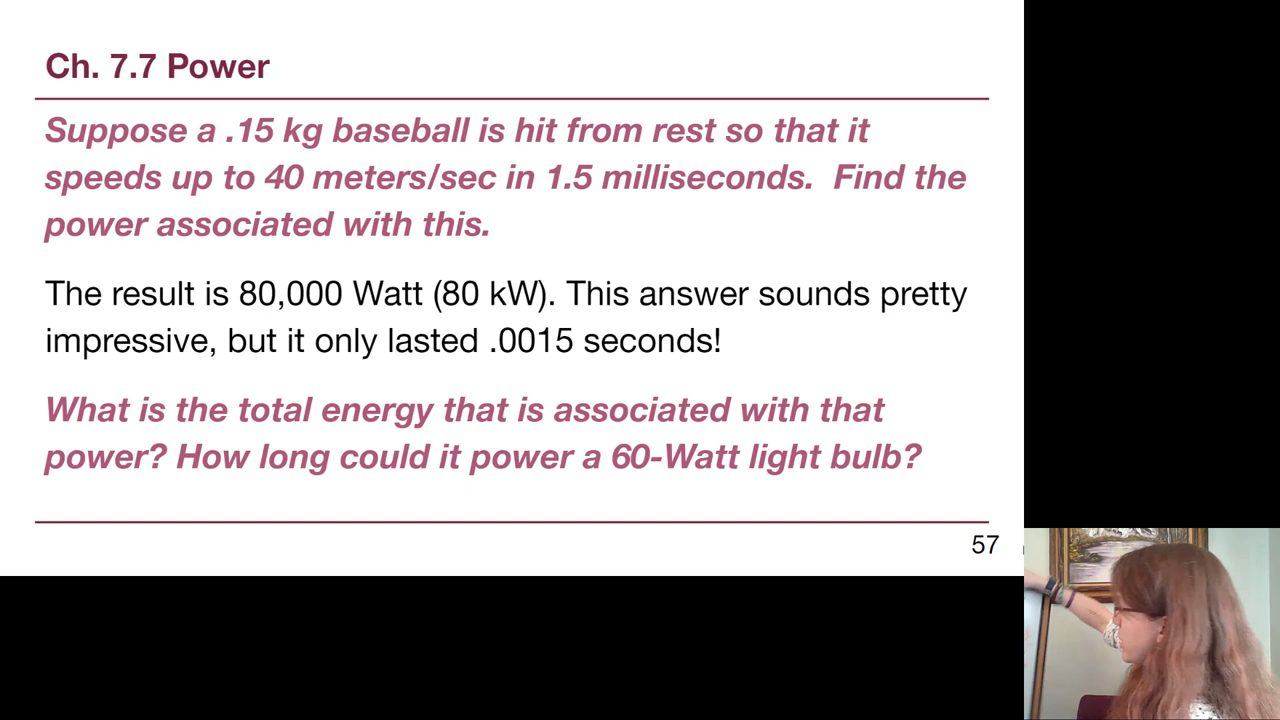 Ch. 7.7 Power
Suppose a .15 kg baseball is hit from rest so that it
speeds up to 40 meters/sec in 1.5 milliseconds.  Find the
power associated with this.
The result is 80,000 Watt (80 kW). This answer sounds pretty
impressive, but it only lasted .0015 seconds!
What is the total energy that is associated with that
power? How long could it power a 60-Watt light bulb?
57